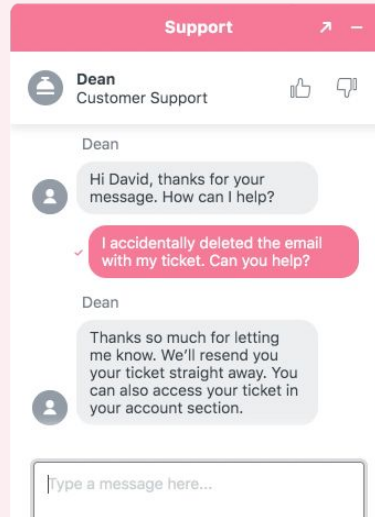 Support
Dean
Customer Support
Dean
Hi David, thanks for your
message. How can I help?
I accidentally deleted the email
with my ticket. Can you help?
Dean
Thanks so much for letting
me know. We’ll resend you
your ticket straight away. You
can also access your ticket in
your account section.
Type a message here...